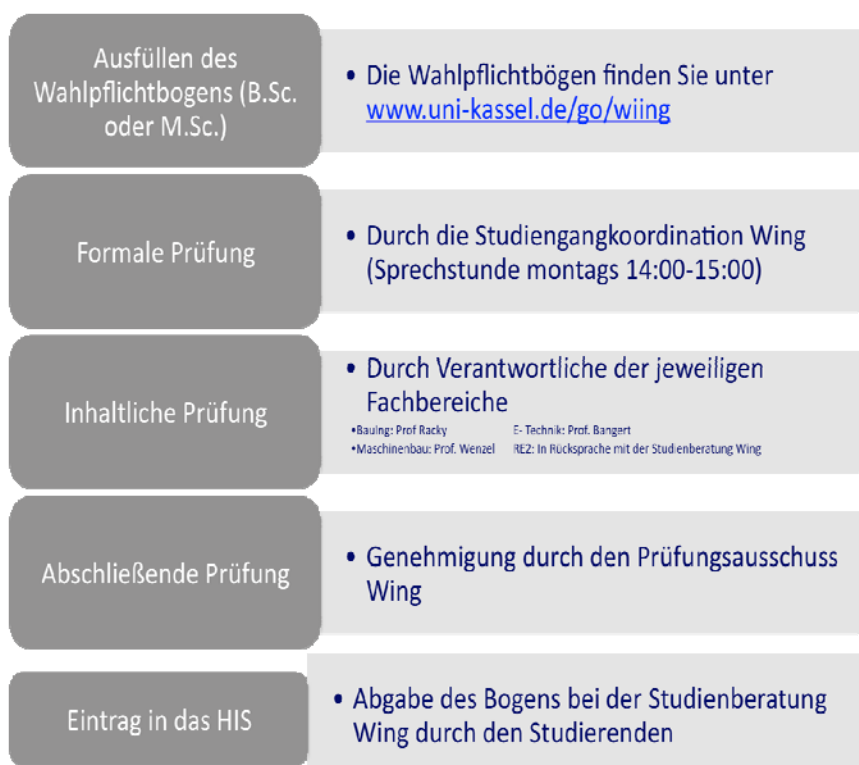 Ausfüllen des
Wahlpflichtbogens (B.Sc.
oder M.Sc.)
• Die Wahlpflichtbögen finden Sie unter
www.uni-kassel.de/go/wiing
Formale Prüfung
• Durch die Studiengangkoordination Wing
(Sprechstunde montags 14:00-15:00)
Inhaltliche Prüfung
• Durch Verantwortliche der jeweiligen
Fachbereiche
•BauIng: Prof Racky E- Technik: Prof. Bangert
•Maschinenbau: Prof. Wenzel RE2: In Rücksprache mit der Studienberatung Wing
Abschließende Prüfung
• Genehmigung durch den Prüfungsausschuss
Wing
Eintrag in das HIS
• Abgabe des Bogens bei der Studienberatung
Wing durch den Studierenden